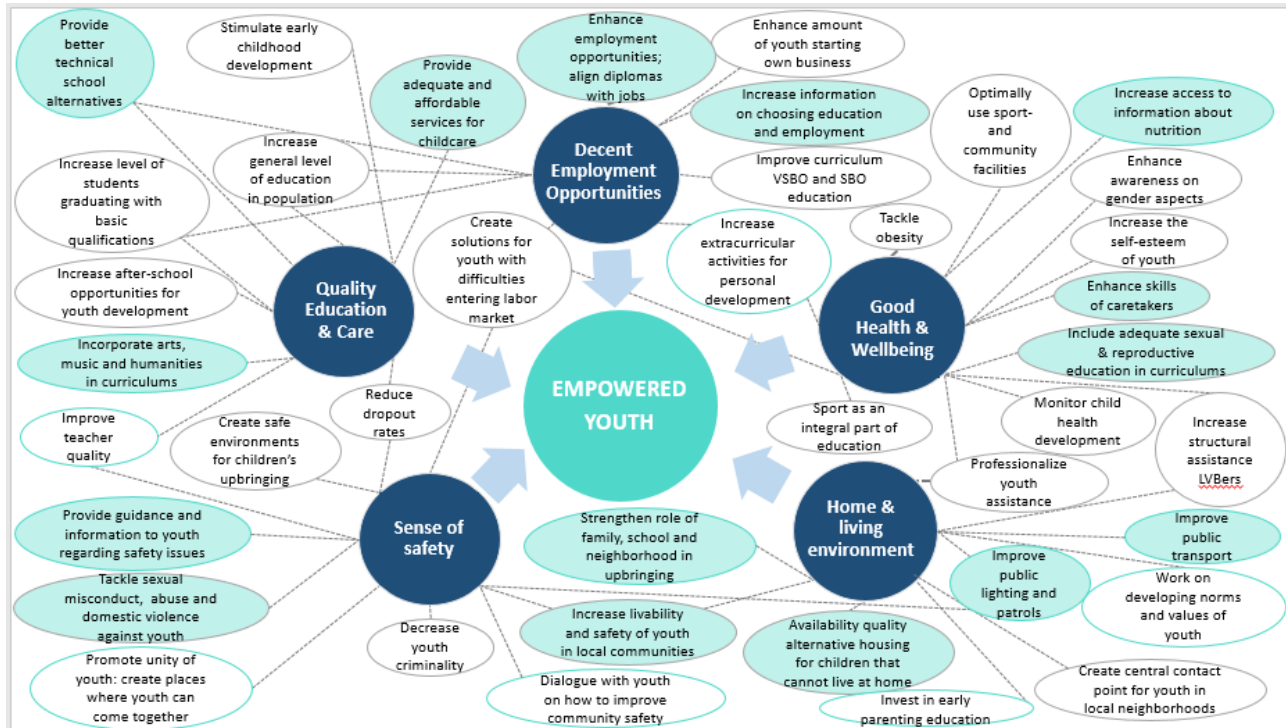 Provide
better
technical
school
alternatives
Stimulate early
childhood
development
Provide
adequate and
affordable
services for
childcare
Enhance
employment
opportunities;
align diplomas
with jobs
Enhance amount
of youth starting
own business
Increase information
on choosing education
and employment
Optimally
use sport-
and
community
facilities
Increase access to
information about
nutrition
Increase level of
students
graduating with
basic
qualifications
Increase
general level
of education
in population
Decent
Employment
Opportunities
Improve curriculum
VSBO and SBO
education
Enhance
awareness on
gender aspects
Create
solutions for
youth with
difficulties
entering labor
market
Increase
extracurricular
activities for
personal
development
Tackle
obesity
Increase the
self-esteem
of youth
Increase after-school
opportunities for
youth development
Quality
Education
& Care
Good
Health &
Wellbeing
Enhance skills
of caretakers
Incorporate arts,
music and humanities
in curriculums
Include adequate sexual
& reproductive
education in curriculums
EMPOWERED
YOUTH
Reduce
dropout
rates
Sport as an
integral part of
education
Monitor child
health
development
Improve
teacher
quality
Create safe
environments
for children's
upbringing
Increase
structural
assistance
LVBers
Professionalize
youth
assistance
Provide guidance and
information to youth
regarding safety issues
Sense of
safety
Strengthen role of
family, school and
neighborhood in
upbringing
Home &
living
environment
Improve
public
transport
Improve
public
lighting and
patrols
Tackle sexual
misconduct, abuse and
domestic violence
against youth
Work on
developing norms
and values of
youth
Decrease
youth
criminality
Increase livability
and safety of youth
in local communities
Availability quality
alternative housing
for children that
cannot live at home
Promote unity of
youth: create places
where youth can
come together
Dialogue with youth
on how to improve
community safety
Invest in early
parenting education
Create central contact
point for youth in
local neighborhoods